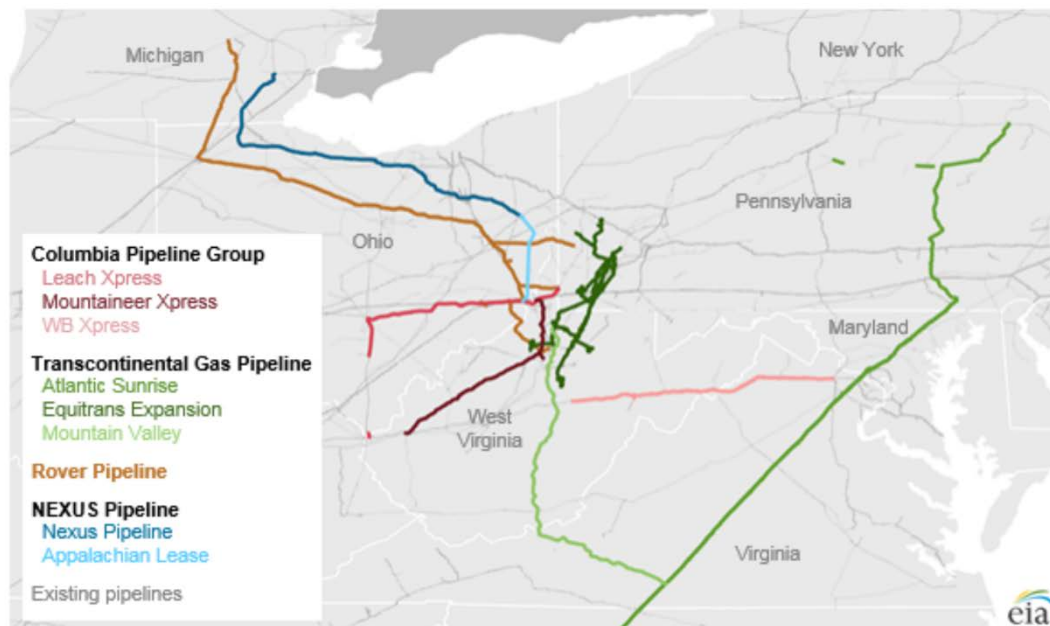 Michigan
New York
Pennsylvania
Ohio
Columbia Pipeline Group
Leach Xpress
Mountaineer Xpress
WB Xpress
Maryland
Transcontinental Gas Pipeline
Atlantic Sunrise
Equitrans Expansion
Mountain Valley
West
Virginia
Rover Pipeline
NEXUS Pipeline
Nexus Pipeline
Appalachian Lease
Virginia
Existing pipelines
eia